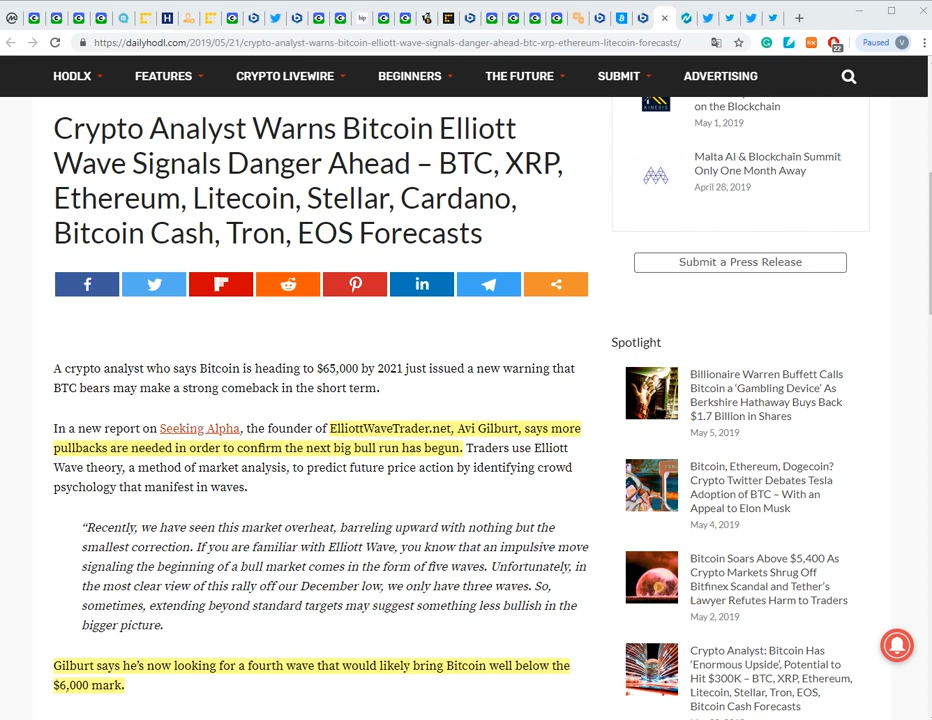 https://dailyhodl.com/2019/05/21/crypto-analyst-warns-bitcoin-elliott-wave-signals-danger-ahead-btc-xrp-ethereum-litecoin-forecasts/
22
Paused
V
HODLX
FEATURES
CRYPTO LIVEWIRE
BEGINNERS
THE FUTURE
SUBMIT
ADVERTISING
Crypto Analyst Warns Bitcoin Elliott
Wave Signals Danger Ahead – BTC, XRP,
Ethereum, Litecoin, Stellar, Cardano,
Bitcoin Cash, Tron, EOS Forecasts
A crypto analyst who says Bitcoin is heading to $65,000 by 2021 just issued a new warning that
BTC bears may make a strong comeback in the short term.
In a new report on Seeking Alpha, the founder of ElliottWaveTrader.net, Avi Gilburt, says more
pullbacks are needed in order to confirm the next big bull run has begun. Traders use Elliott
Wave theory, a method of market analysis, to predict future price action by identifying crowd
psychology that manifest in waves.
“Recently, we have seen this market overheat, barreling upward with nothing but the
smallest correction. If you are familiar with Elliott Wave, you know that an impulsive move
signaling the beginning of a bull market comes in the form of five waves. Unfortunately, in
the most clear view of this rally off our December low, we only have three waves. So,
sometimes, extending beyond standard targets may suggest something less bullish in the
bigger picture.
Gilburt says he’s now looking for a fourth wave that would likely bring Bitcoin well below the
$6,000 mark.
KINESIS
on the Blockchain
May 1, 2019
Malta AI & Blockchain Summit
Only One Month Away
April 28, 2019
Submit a Press Release
Spotlight
Billionaire Warren Buffett Calls
Bitcoin a ‘Gambling Device’ As
Berkshire Hathaway Buys Back
$1.7 Billion in Shares
May 5, 2019
Bitcoin, Ethereum, Dogecoin?
Crypto Twitter Debates Tesla
Adoption of BTC – With an
Appeal to Elon Musk
May 4, 2019
Bitcoin Soars Above $5,400 As
Crypto Markets Shrug Off
Bitfinex Scandal and Tether’s
Lawyer Refutes Harm to Traders
May 2, 2019
Crypto Analyst: Bitcoin Has
‘Enormous Upside’, Potential to
Hit $300K – BTC, XRP, Ethereum,
Litecoin, Stellar, Tron, EOS,
Bitcoin Cash Forecasts